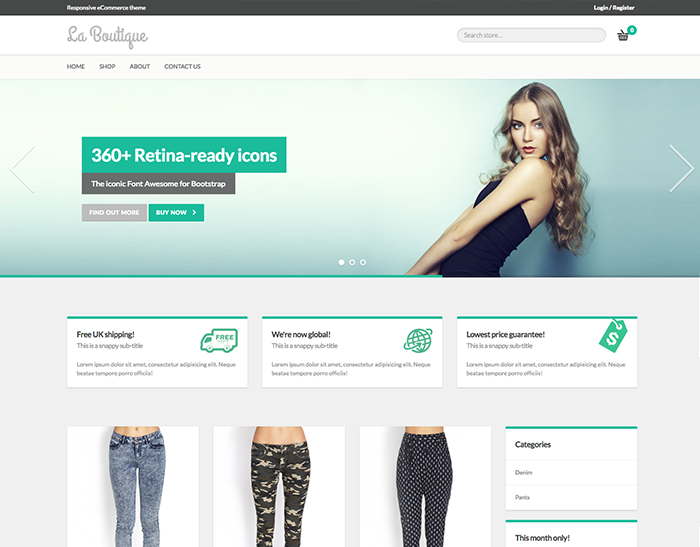 Responsive eCommerce theme
Login / Register
La Boutique
Search store...
0
HOME
SHOP
ABOUT
CONTACT US
360+ Retina-ready icons
The iconic Font Awesome for Bootstrap
FIND OUT MORE
BUY NOW
Free UK shipping!
This is a snappy sub-title
FREE
Lorem ipsum dolor sit amet, consectetur adipisicing elit. Neque
beatae tempore porro officiis!
We're now global!
This is a snappy sub-title
Lorem ipsum dolor sit amet, consectetur adipisicing elit. Neque
beatae tempore porro officiis!
Lowest price guarantee!
This is a snappy sub-title
$
Lorem ipsum dolor sit amet, consectetur adipisicing elit. Neque
beatae tempore porro officiis!
Categories
Denim
Pants
This month only!